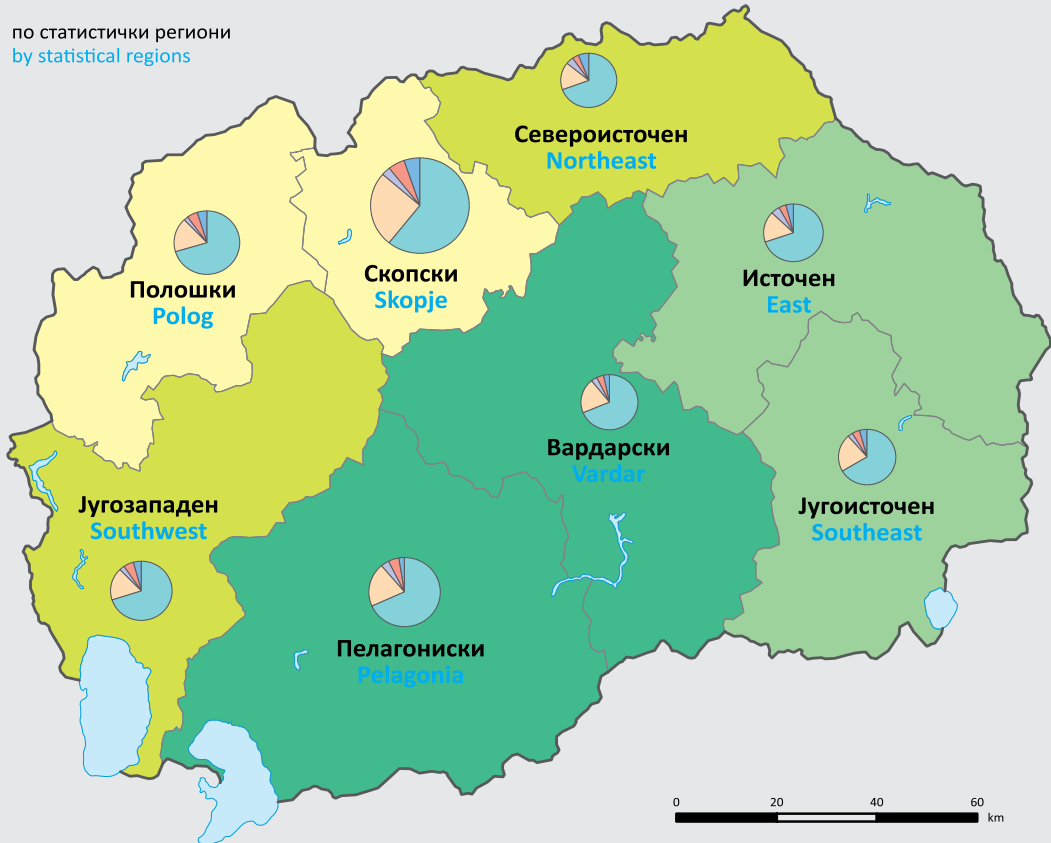 по статистички региони
by statistical regions
Североисточен
Northeast
Скопски
Skopje
Источен
East
Полошки
Polog
Вардарски
Vardar
Југозападен
Southwest
Југоисточен
Southeast
Пелагониски
Pelagonia
0 20 40 60
km